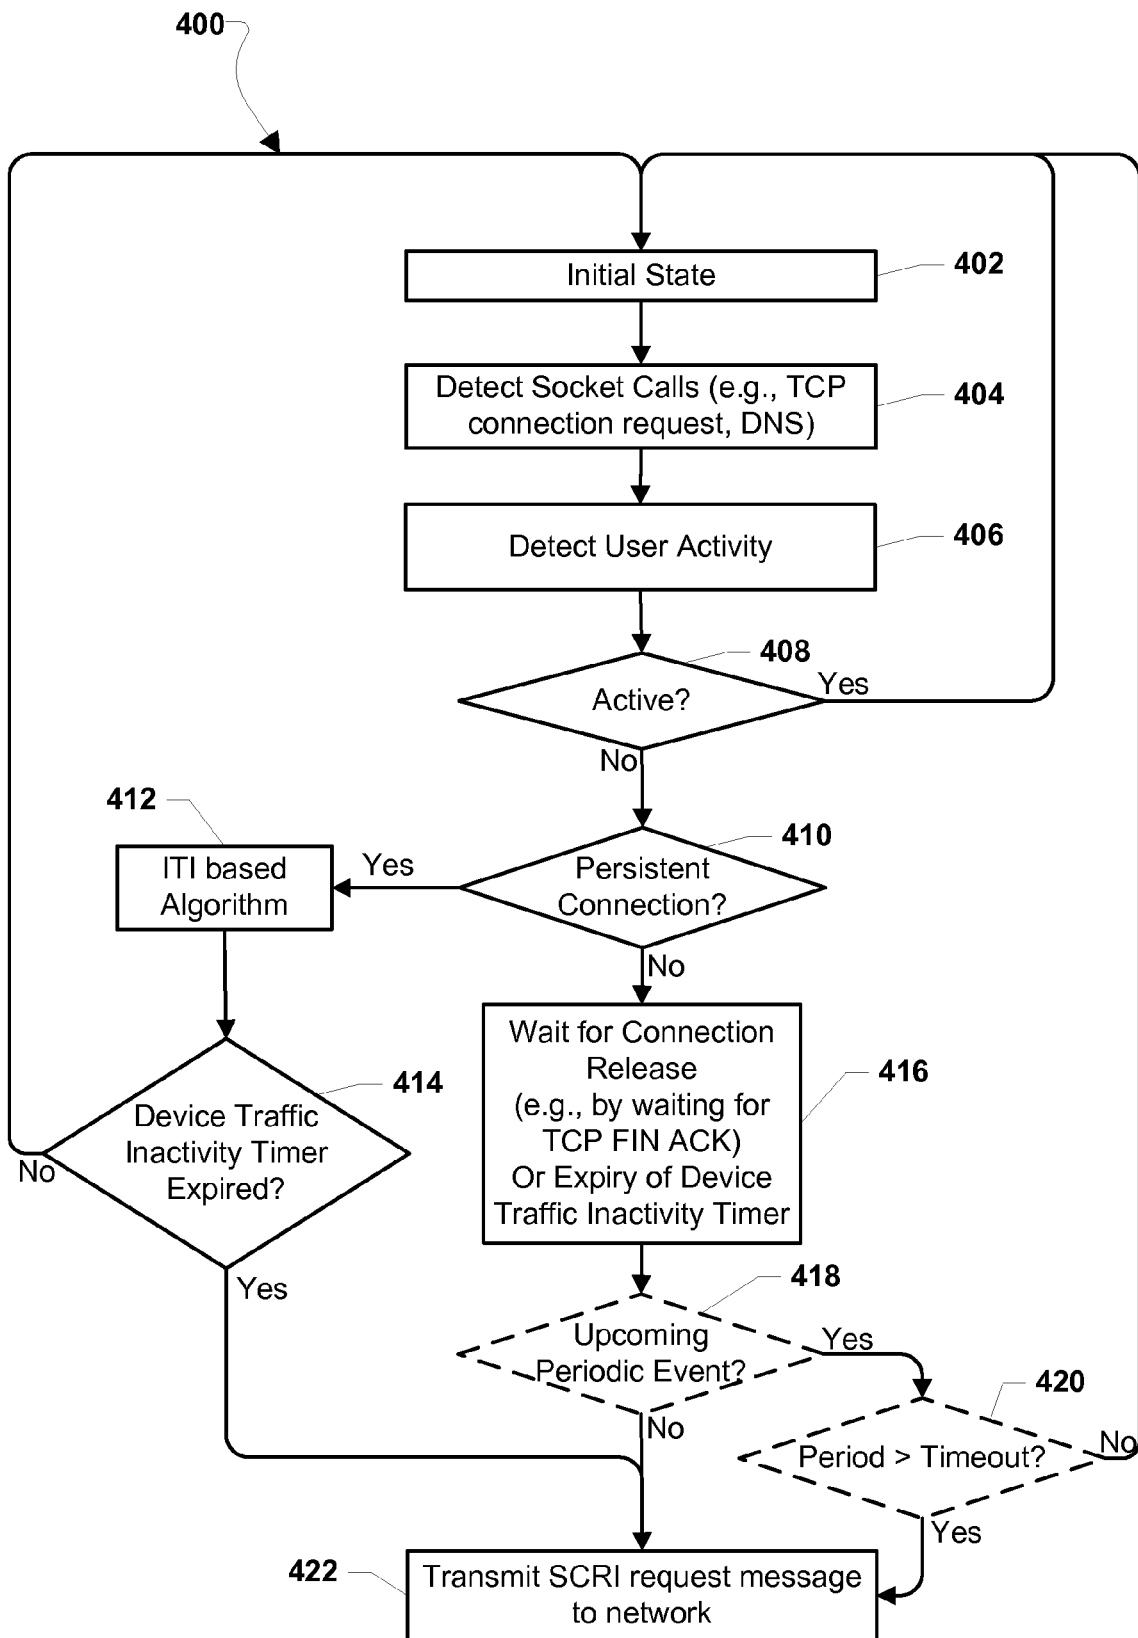 400
Initial State
402
Detect Socket Calls (e.g., TCP
connection request, DNS)
404
Detect User Activity
406
408
Active?
Yes
No
412
410
ITI based
Algorithm
Yes
Persistent
Connection?
No
Wait for Connection
Release
(e.g., by waiting for
TCP FIN ACK)
Or Expiry of Device
Traffic Inactivity Timer
416
414
Device Traffic
Inactivity Timer
Expired?
No
Yes
418
Upcoming
Periodic Event?
Yes
No
420
Period > Timeout?
No
Yes
422
Transmit SCRI request message
to network